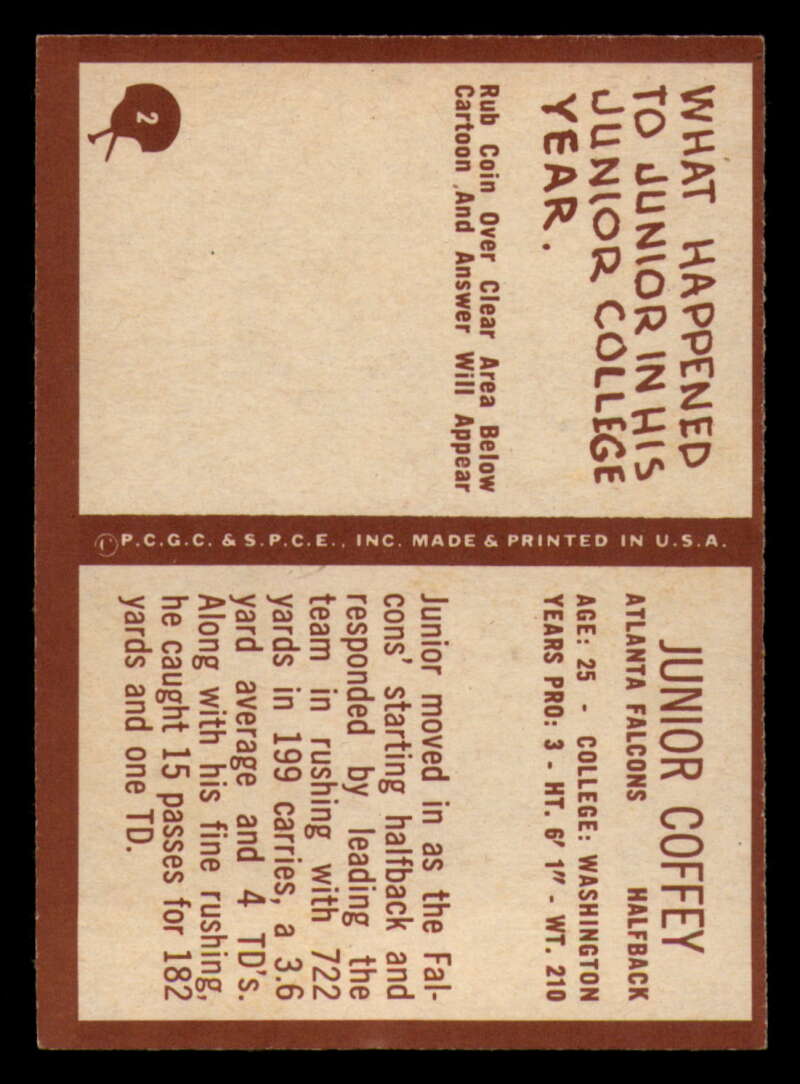 2
WHAT HAPPENED
TO JUNIOR IN HIS
JUNIOR COLLEGE
YEAR.
Rub Coin Over Clear Area Below
Cartoon And Answer Will Appear
©P.C.G.C. & S.P.C.E., INC. MADE & PRINTED IN U.S.A.
JUNIOR COFFEY
ATLANTA FALCONS HALFBACK
AGE: 25 - COLLEGE: WASHINGTON
YEARS PRO: 3 - HT. 6' 1" - WT. 210
Junior moved in as the Fal-
cons' starting halfback and
responded by leading the
team in rushing with 722
yards in 199 carries, a 3.6
yard average and 4 TD's.
Along with his fine rushing,
he caught 15 passes for 182
yards and one TD.